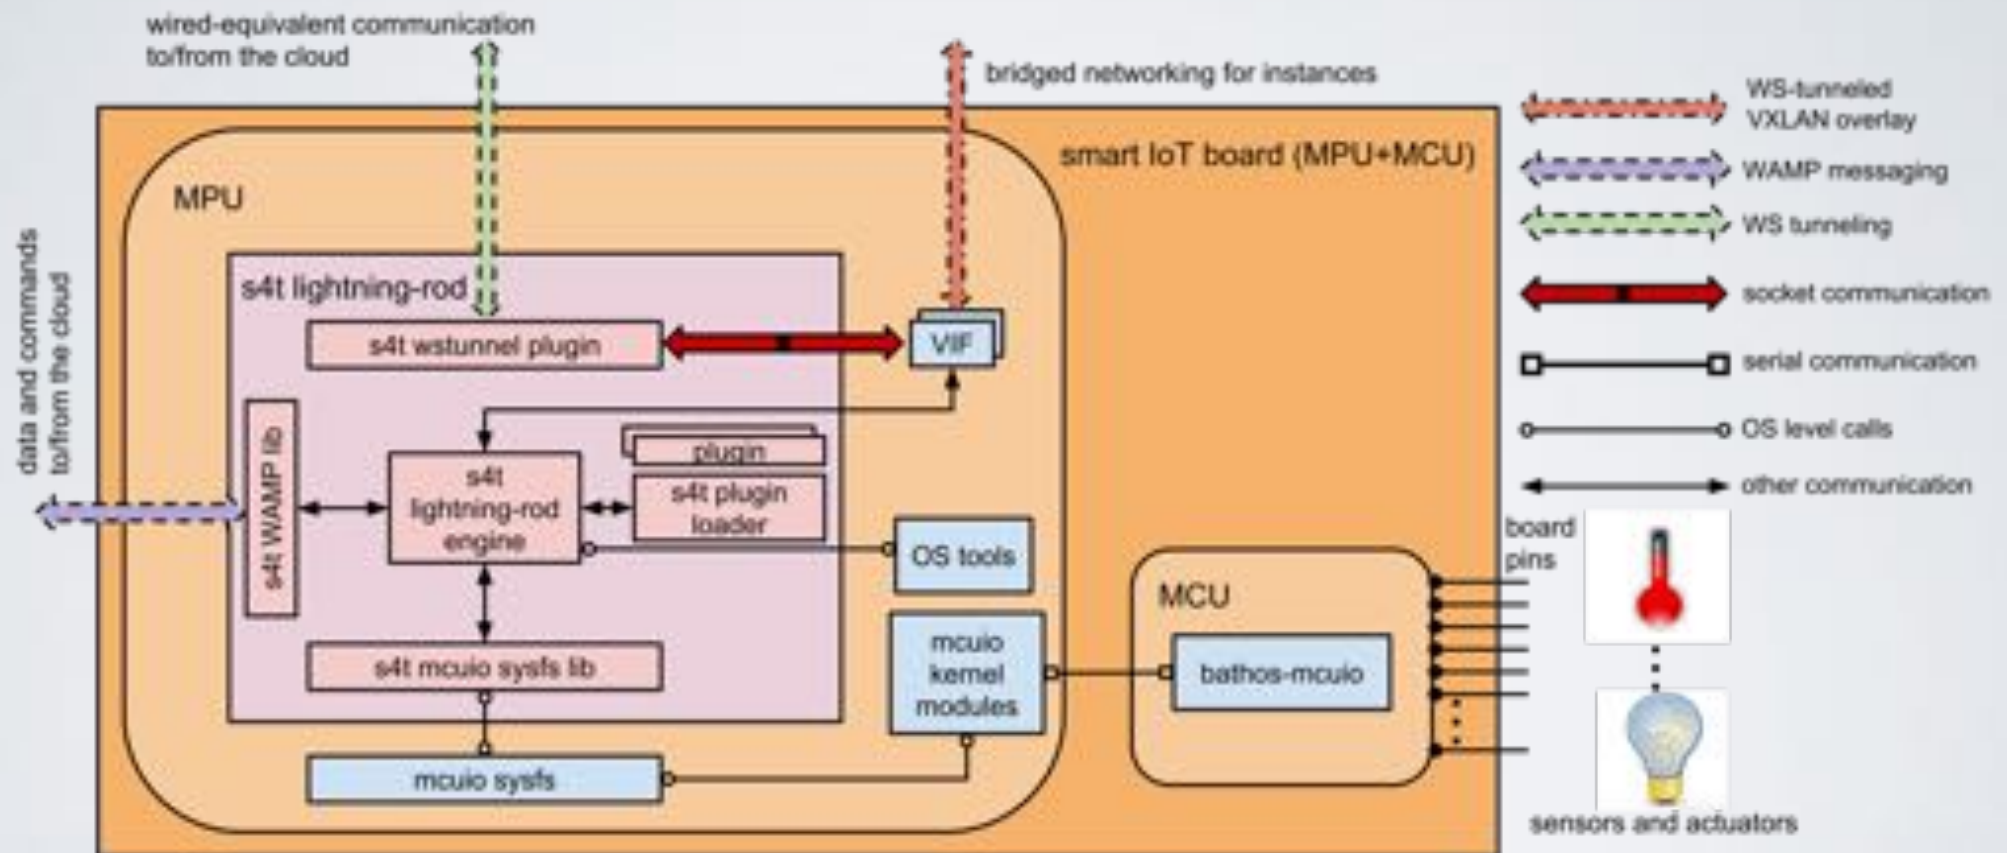 wired-equivalent communication
to/from the cloud
bridged networking for instances
smart IoT board (MPU+MCU)
MPU
data and commands
to/from the cloud
s4t lightning-rod
s4t wstunnel plugin
VIF
s4t WAMP lib
s4t
lightning-rod
engine
plugin
s4t plugin
loader
OS tools
s4t mcuio sysfs lib
mcuio
kernel
modules
mcuio sysfs
MCU
bathos-mcuio
WS-tunneled
VXLAN overlay
WAMP messaging
WS tunneling
socket communication
serial communication
OS level calls
other communication
board
pins
sensors and actuators